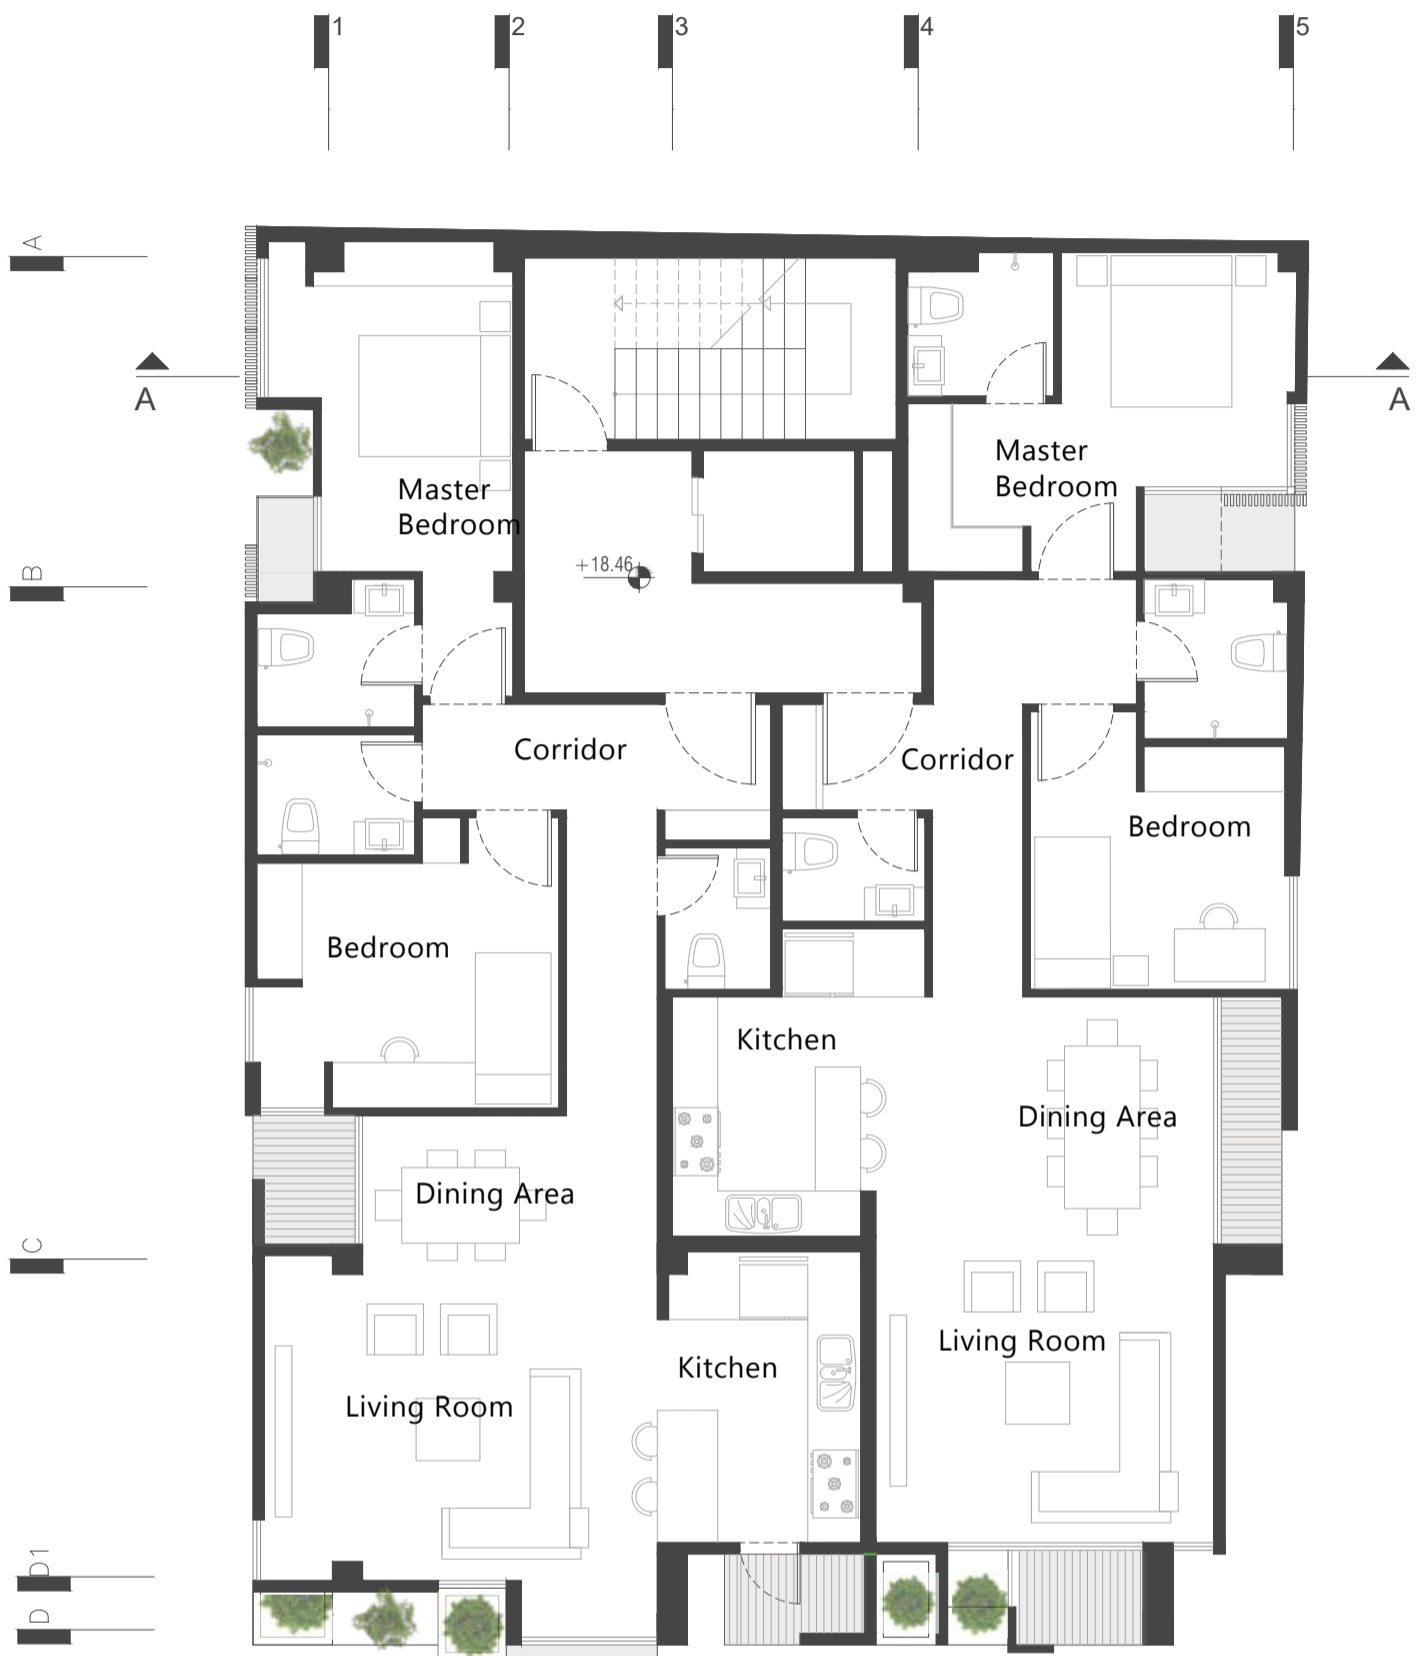 1
2
3
4
5
A
A
A
Master
Bedroom
Master
Bedroom
B
+18.46
Corridor
Corridor
Bedroom
Bedroom
Kitchen
Dining Area
Dining Area
C
Living Room
Kitchen
Living Room
D1
D